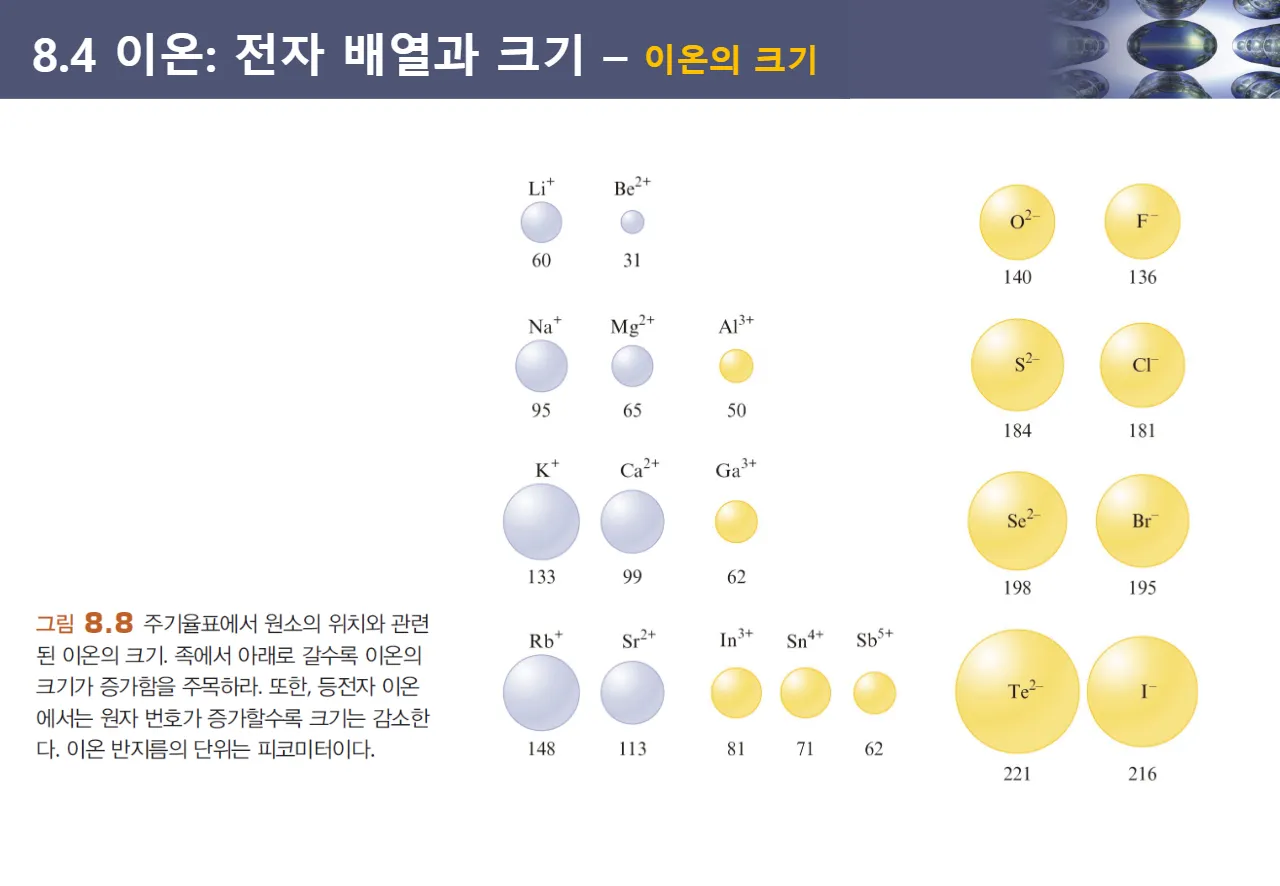 8.4 이온: 전자 배열과 크기 – 이온의 크기
Li⁺ Be²⁺ O²⁻ F⁻
60 31 140 136
Na⁺ Mg²⁺ Al³⁺ S²⁻ Cl⁻
95 65 50 184 181
K⁺ Ca²⁺ Ga³⁺ Se²⁻ Br⁻
133 99 62 198 195
Rb⁺ Sr²⁺ In³⁺ Sn⁴⁺ Sb⁵⁺ Te²⁻ I⁻
148 113 81 71 62 221 216
그림 8.8 주기율표에서 원소의 위치와 관련
된 이온의 크기. 족에서 아래로 갈수록 이온의
크기가 증가함을 주목하라. 또한, 등전자 이온
에서는 원자 번호가 증가할수록 크기는 감소한
다. 이온 반지름의 단위는 피코미터이다.